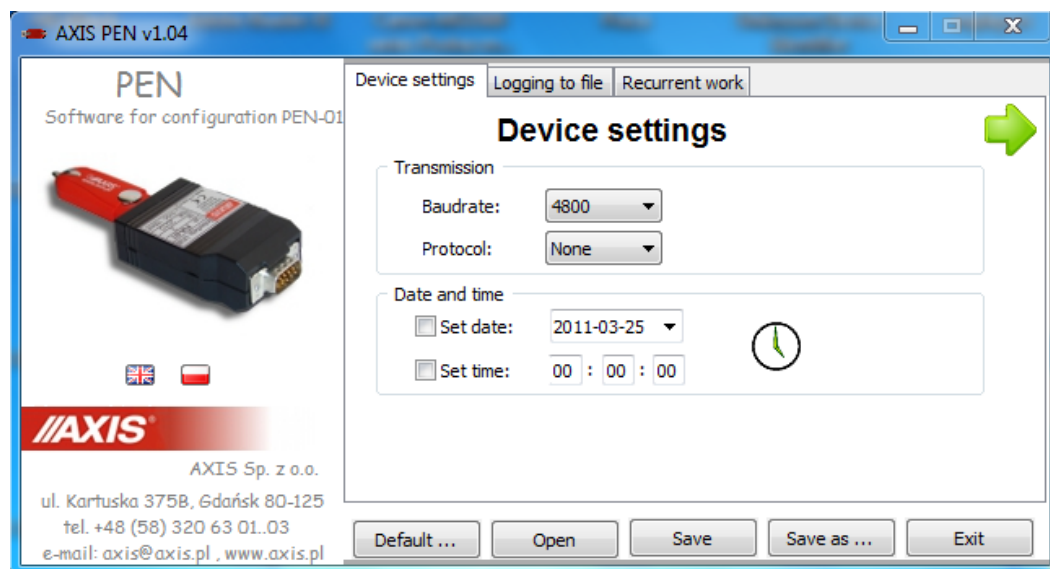 AXIS PEN v1.04
PEN
Software for configuration PEN-01
AXIS
AXIS Sp. z o.o.
ul. Kartuska 375B, Gdańsk 80-125
tel. +48 (58) 320 63 01..03
e-mail: axis@axis.pl , www.axis.pl
Device settings Logging to file Recurrent work
Device settings
Transmission
Baudrate: 4800
Protocol: None
Date and time
Set date: 2011-03-25
Set time: 00 : 00 : 00
Default ... Open Save Save as ... Exit